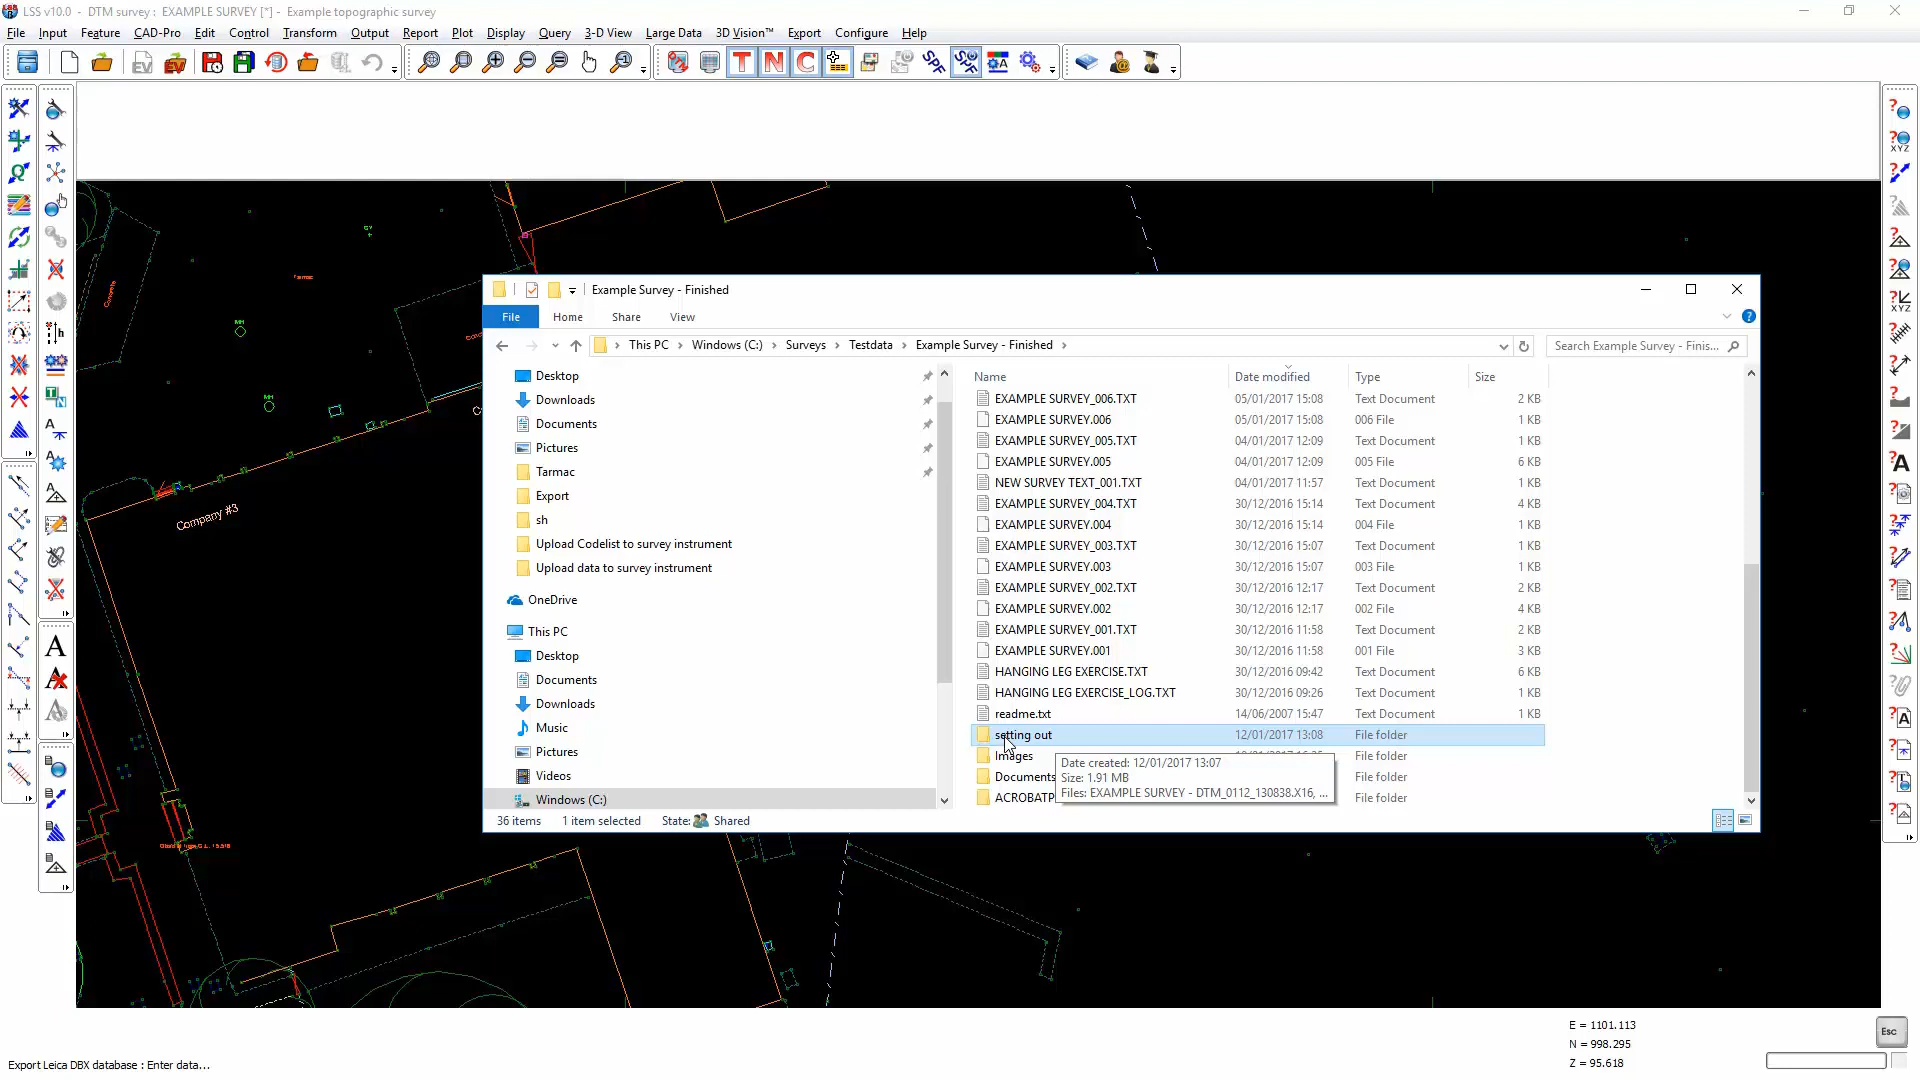 LSS v10.0 - DTM survey : EXAMPLE SURVEY [*] - Example topographic survey
File Input Feature CAD-Pro Edit Control Transform Output Report Plot Display Query 3-D View Large Data 3D Vision™ Export Configure Help
Example Survey - Finished
File Home Share View
This PC Windows (C:) Surveys Testdata Example Survey - Finished
Search Example Survey - Finis...
Desktop
Downloads
Documents
Pictures
Tarmac
Export
sh
Upload Codelist to survey instrument
Upload data to survey instrument
OneDrive
This PC
Desktop
Documents
Downloads
Music
Pictures
Videos
Windows (C:)
Name Date modified Type Size
EXAMPLE SURVEY_006.TXT 05/01/2017 15:08 Text Document 2 KB
EXAMPLE SURVEY.006 05/01/2017 15:08 006 File 1 KB
EXAMPLE SURVEY_005.TXT 04/01/2017 12:09 Text Document 1 KB
EXAMPLE SURVEY.005 04/01/2017 12:09 005 File 6 KB
NEW SURVEY TEXT_001.TXT 04/01/2017 11:57 Text Document 1 KB
EXAMPLE SURVEY_004.TXT 30/12/2016 15:14 Text Document 4 KB
EXAMPLE SURVEY.004 30/12/2016 15:14 004 File 1 KB
EXAMPLE SURVEY_003.TXT 30/12/2016 15:07 Text Document 1 KB
EXAMPLE SURVEY.003 30/12/2016 15:07 003 File 1 KB
EXAMPLE SURVEY_002.TXT 30/12/2016 12:17 Text Document 2 KB
EXAMPLE SURVEY.002 30/12/2016 12:17 002 File 4 KB
EXAMPLE SURVEY_001.TXT 30/12/2016 11:58 Text Document 2 KB
EXAMPLE SURVEY.001 30/12/2016 11:58 001 File 3 KB
HANGING LEG EXERCISE.TXT 30/12/2016 09:42 Text Document 6 KB
HANGING LEG EXERCISE_LOG.TXT 30/12/2016 09:26 Text Document 1 KB
readme.txt 14/06/2007 15:47 Text Document 1 KB
setting out 12/01/2017 13:08 File folder
Images File folder
Documents File folder
ACROBATP File folder
Date created: 12/01/2017 13:07
Size: 1.91 MB
Files: EXAMPLE SURVEY - DTM_0112_130838.X16, ...
36 items 1 item selected State: Shared
Concrete
Tarmac
MH
MH
Company #3
E = 1101.113
N = 998.295
Z = 95.618
Esc
Export Leica DBX database : Enter data...